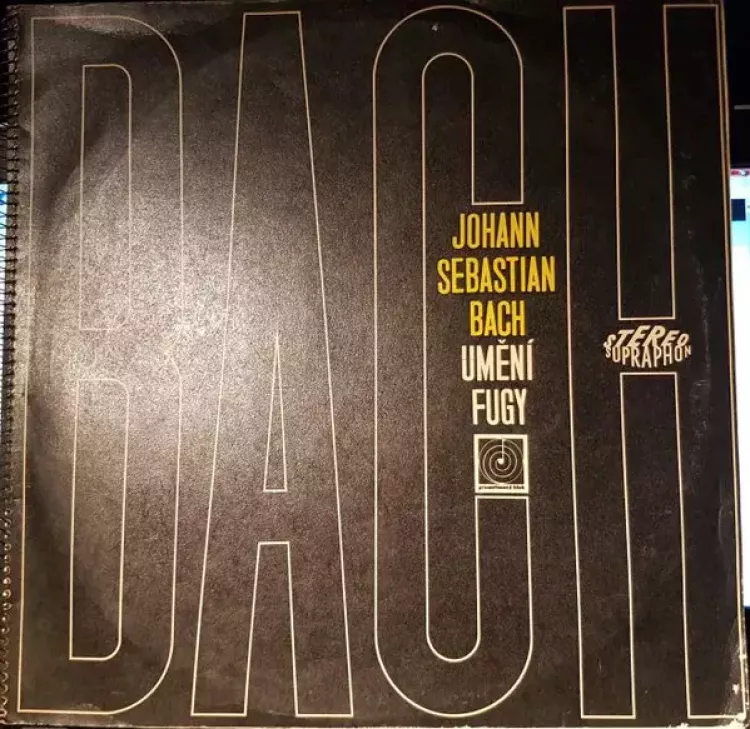 BACH
JOHANN
SEBASTIAN
BACH
UMĚNÍ
FUGY
STEREO
SUPRAPHON